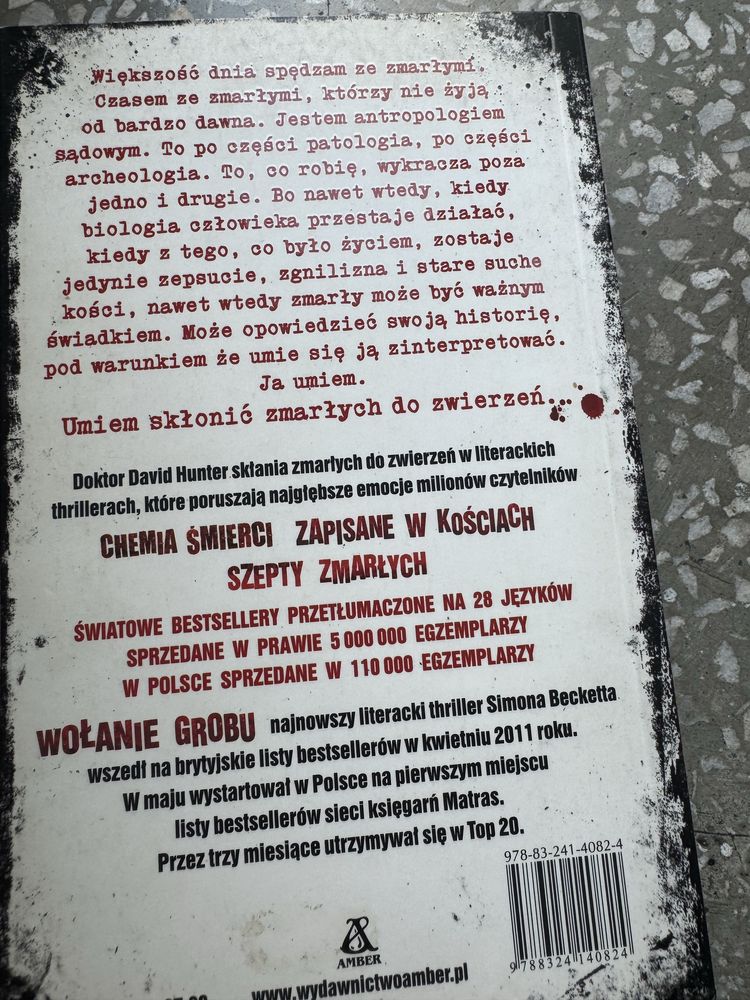 Większość dnia spędzam ze zmarłymi.
Czasem ze zmarłymi, którzy nie żyją
od bardzo dawna. Jestem antropologiem
sądowym. To po części patologia, po części
archeologia. To, co robię, wykracza poza
jedno i drugie. Bo nawet wtedy, kiedy
biologia człowieka przestaje działać,
kiedy z tego, co było życiem, zostaje
jedynie zepsucie, zgnilizna i stare suche
kości, nawet wtedy zmarły może być ważnym
świadkiem. Może opowiedzieć swoją historię,
pod warunkiem że umie się ją zinterpretować.
Ja umiem.
Umiem skłonić zmarłych do zwierzeń...
Doktor David Hunter skłania zmarłych do zwierzeń w literackich
thrillerach, które poruszają najgłębsze emocje milionów czytelników
CHEMIA ŚMIERCI ZAPISANE W KOŚCIACH
SZEPTY ZMARŁYCH
ŚWIATOWE BESTSELLERY PRZETŁUMACZONE NA 28 JĘZYKÓW
SPRZEDANE W PRAWIE 5 000 000 EGZEMPLARZY
W POLSCE SPRZEDANE W 110 000 EGZEMPLARZY
WOŁANIE GROBU najnowszy literacki thriller Simona Becketta
wszedł na brytyjskie listy bestsellerów w kwietniu 2011 roku.
W maju wystartował w Polsce na pierwszym miejscu
listy bestsellerów sieci księgarń Matras.
Przez trzy miesiące utrzymywał się w Top 20.
978-83-241-4082-4
9 788324 140824
AMBER
www.wydawnictwoamber.pl